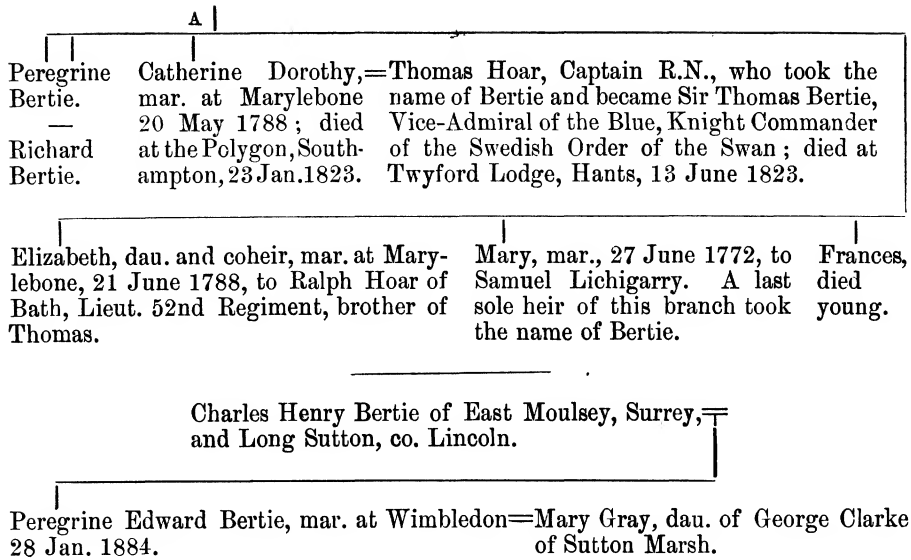 A
Peregrine
Bertie.
—
Richard
Bertie.
Catherine Dorothy,=
mar. at Marylebone
20 May 1788 ; died
at the Polygon, South-
ampton, 23 Jan. 1823.
Thomas Hoar, Captain R.N., who took the
name of Bertie and became Sir Thomas Bertie,
Vice-Admiral of the Blue, Knight Commander
of the Swedish Order of the Swan ; died at
Twyford Lodge, Hants, 13 June 1823.
Elizabeth, dau. and coheir, mar. at Mary-
lebone, 21 June 1788, to Ralph Hoar of
Bath, Lieut. 52nd Regiment, brother of
Thomas.
Mary, mar., 27 June 1772, to
Samuel Lichigarry. A last
sole heir of this branch took
the name of Bertie.
Frances,
died
young.
Charles Henry Bertie of East Moulsey, Surrey,=
and Long Sutton, co. Lincoln.
Peregrine Edward Bertie, mar. at Wimbledon=
28 Jan. 1884.
Mary Gray, dau. of George Clarke
of Sutton Marsh.